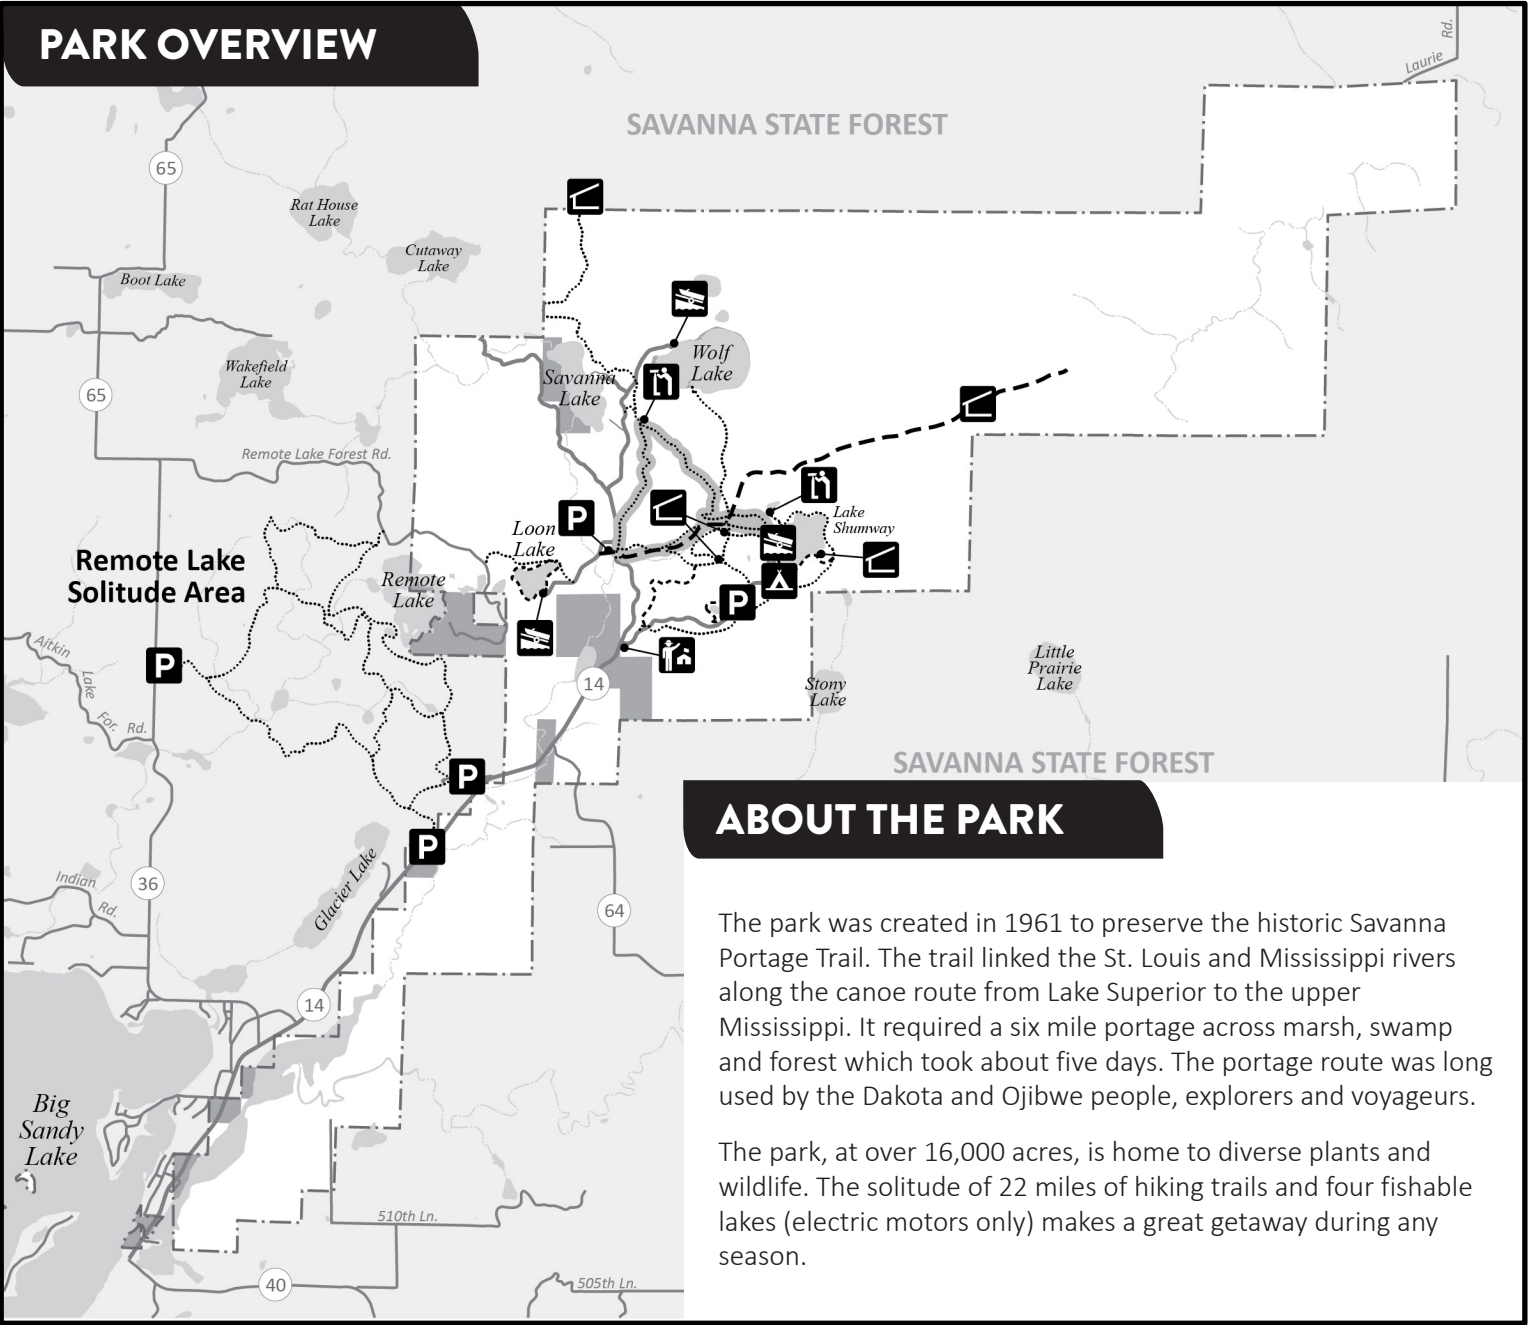 PARK OVERVIEW
Laurie
Rd.
SAVANNA STATE FOREST
65
Rat House
Lake
Cutaway
Lake
Boot Lake
Wolf
Lake
Wakefield
Lake
Savanna
Lake
65
Remote Lake Forest Rd.
P
Loon
Lake
Lake
Shumway
Remote Lake
Solitude Area
Remote
Lake
P
Aitkin
Lake
For.
Rd.
P
14
Little
Prairie
Lake
Stony
Lake
SAVANNA STATE FOREST
P
P
Glacier Lake
Indian
Rd.
36
64
14
Big
Sandy
Lake
510th Ln.
40
505th Ln.
ABOUT THE PARK
The park was created in 1961 to preserve the historic Savanna
Portage Trail. The trail linked the St. Louis and Mississippi rivers
along the canoe route from Lake Superior to the upper
Mississippi. It required a six mile portage across marsh, swamp
and forest which took about five days. The portage route was long
used by the Dakota and Ojibwe people, explorers and voyageurs.
The park, at over 16,000 acres, is home to diverse plants and
wildlife. The solitude of 22 miles of hiking trails and four fishable
lakes (electric motors only) makes a great getaway during any
season.